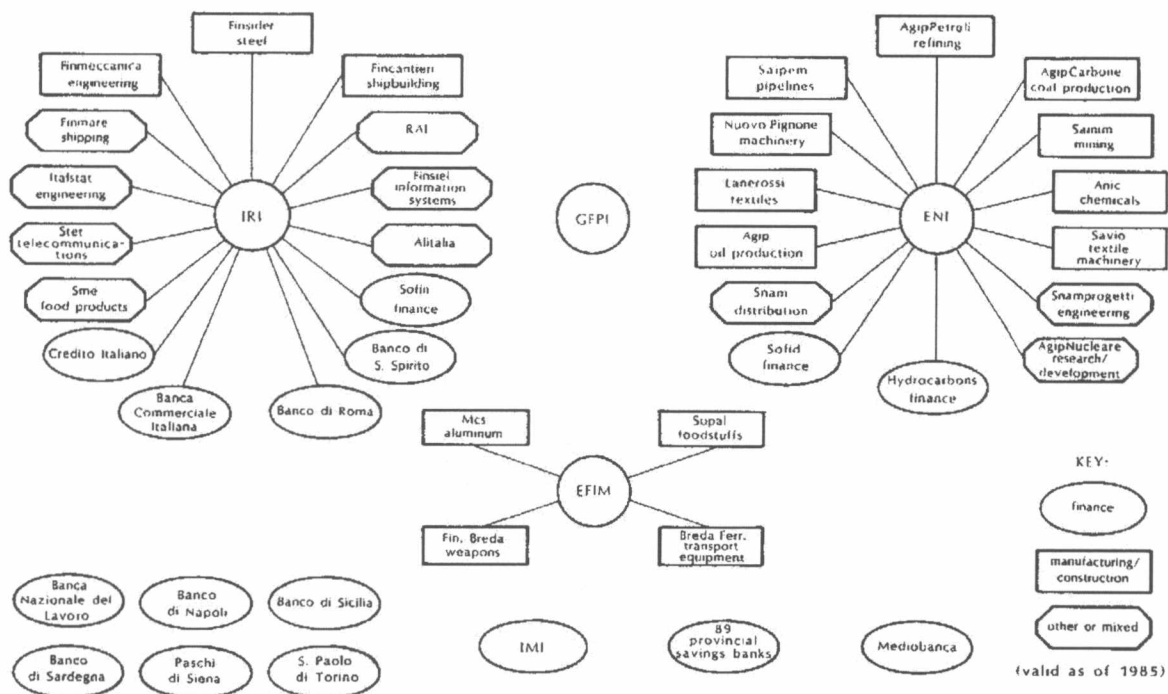 Finsider
steel
Finmeccanica
engineering
Fincantieri
shipbuilding
Finmare
shipping
RAI
Italstat
engineering
Finsiel
information
systems
IRI
Stet
telecommunica-
tions
Alitalia
Sme
food products
Sofin
finance
Credito Italiano
Banco di
S. Spirito
Banca
Commerciale
Italiana
Banco di Roma
GEPI
AgipPetroli
refining
Saipem
pipelines
AgipCarbone
coal production
Nuovo Pignone
machinery
Samim
mining
Lanerossi
textiles
ENI
Anic
chemicals
Agip
oil production
Savio
textile
machinery
Snam
distribution
Snamprogetti
engineering
Sofid
finance
AgipNucleare
research/
development
Hydrocarbons
finance
Mcs
aluminum
Sopal
foodstuffs
EFIM
Fin. Breda
weapons
Breda Ferr.
transport
equipment
KEY:
finance
manufacturing/
construction
other or mixed
(valid as of 1985)
Banca
Nazionale del
Lavoro
Banco
di Napoli
Banco di Sicilia
Banco
di Sardegna
Paschi
di Siena
S. Paolo
di Torino
IMI
89
provincial
savings banks
Mediobanca